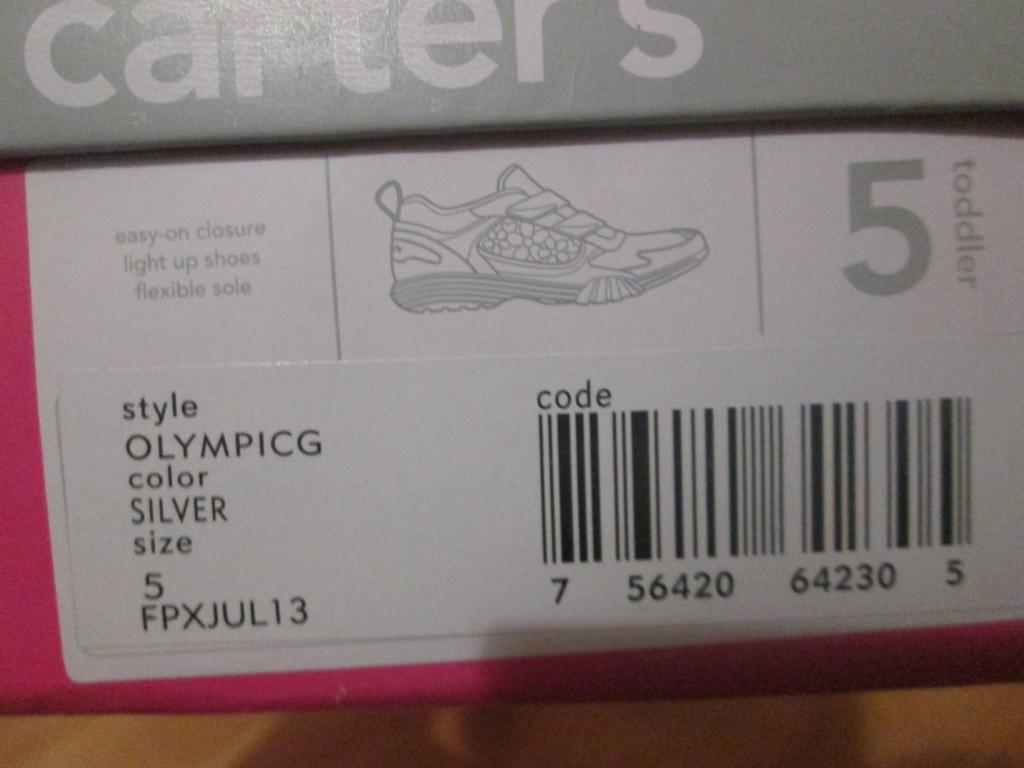 carter's
easy-on closure
light up shoes
flexible sole
5 toddler
style
OLYMPICG
color
SILVER
size
5
FPXJUL13
code
7 56420 64230 5